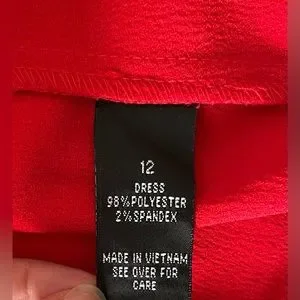 12
DRESS
98%POLYESTER
2%SPANDEX
MADE IN VIETNAM
SEE OVER FOR
CARE